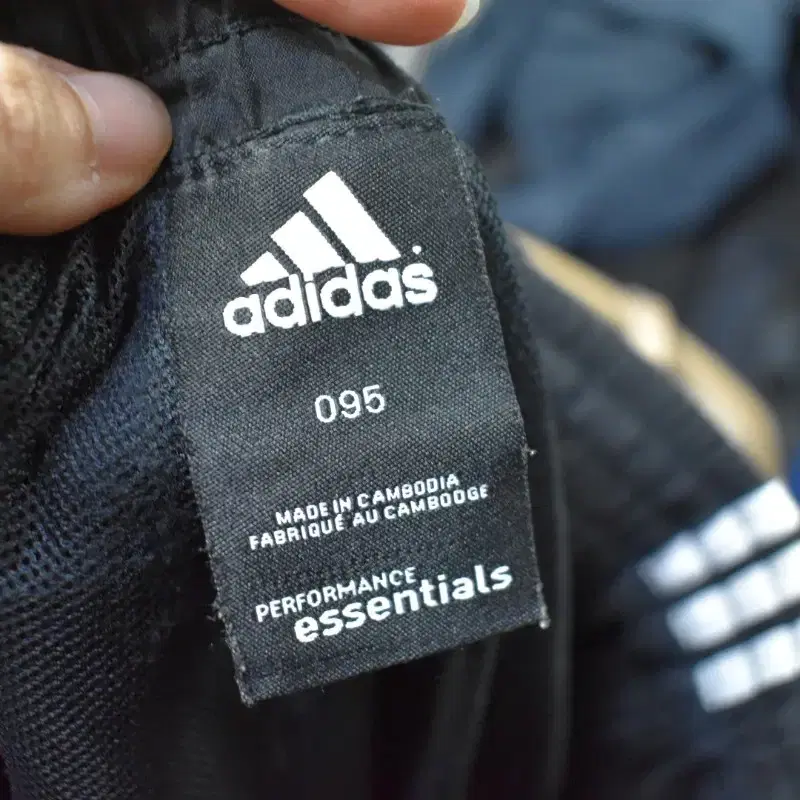 adidas
095
MADE IN CAMBODIA
FABRIQUÉ AU CAMBODGE
PERFORMANCE
essentials